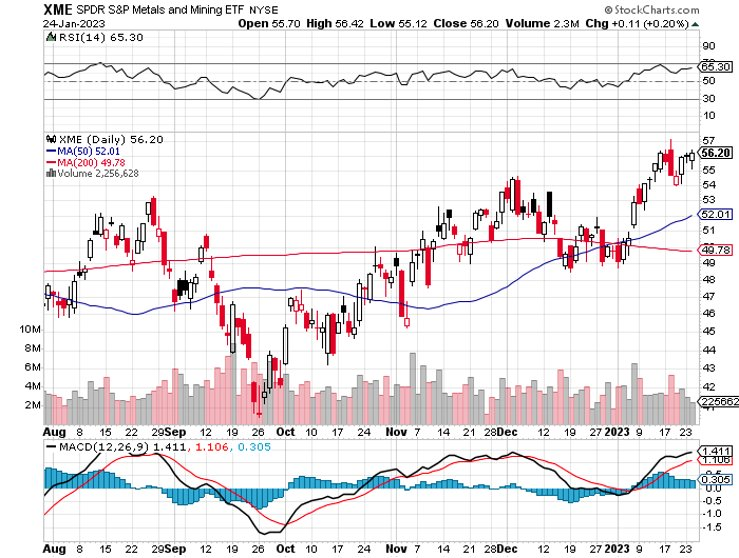 XME SPDR S&P Metals and Mining ETF NYSE © StockCharts.com
24-Jan-2023 Open 55.70 High 56.42 Low 55.12 Close 56.20 Volume 2.3M Chg +0.11 (+0.20%)
RSI(14) 65.30
90
70
65.30
50
30
10
XME (Daily) 56.20
MA(50) 52.01
MA(200) 49.78
Volume 2,256,628
57
56.20
55
54
53
52.01
51
50
49.78
49
48
47
46
45
44
43
42
41
10M
8M
6M
4M
2M
225662
Aug 8 15 22 29 Sep 12 19 26 Oct 10 17 24 Nov 7 14 21 28 Dec 12 19 27 2023 9 17 23
MACD(12,26,9) 1.411, 1.106, 0.305
1.411
1.106
0.305
0.0
-0.5
-1.0
-1.5
Aug 8 15 22 29 Sep 12 19 26 Oct 10 17 24 Nov 7 14 21 28 Dec 12 19 27 2023 9 17 23